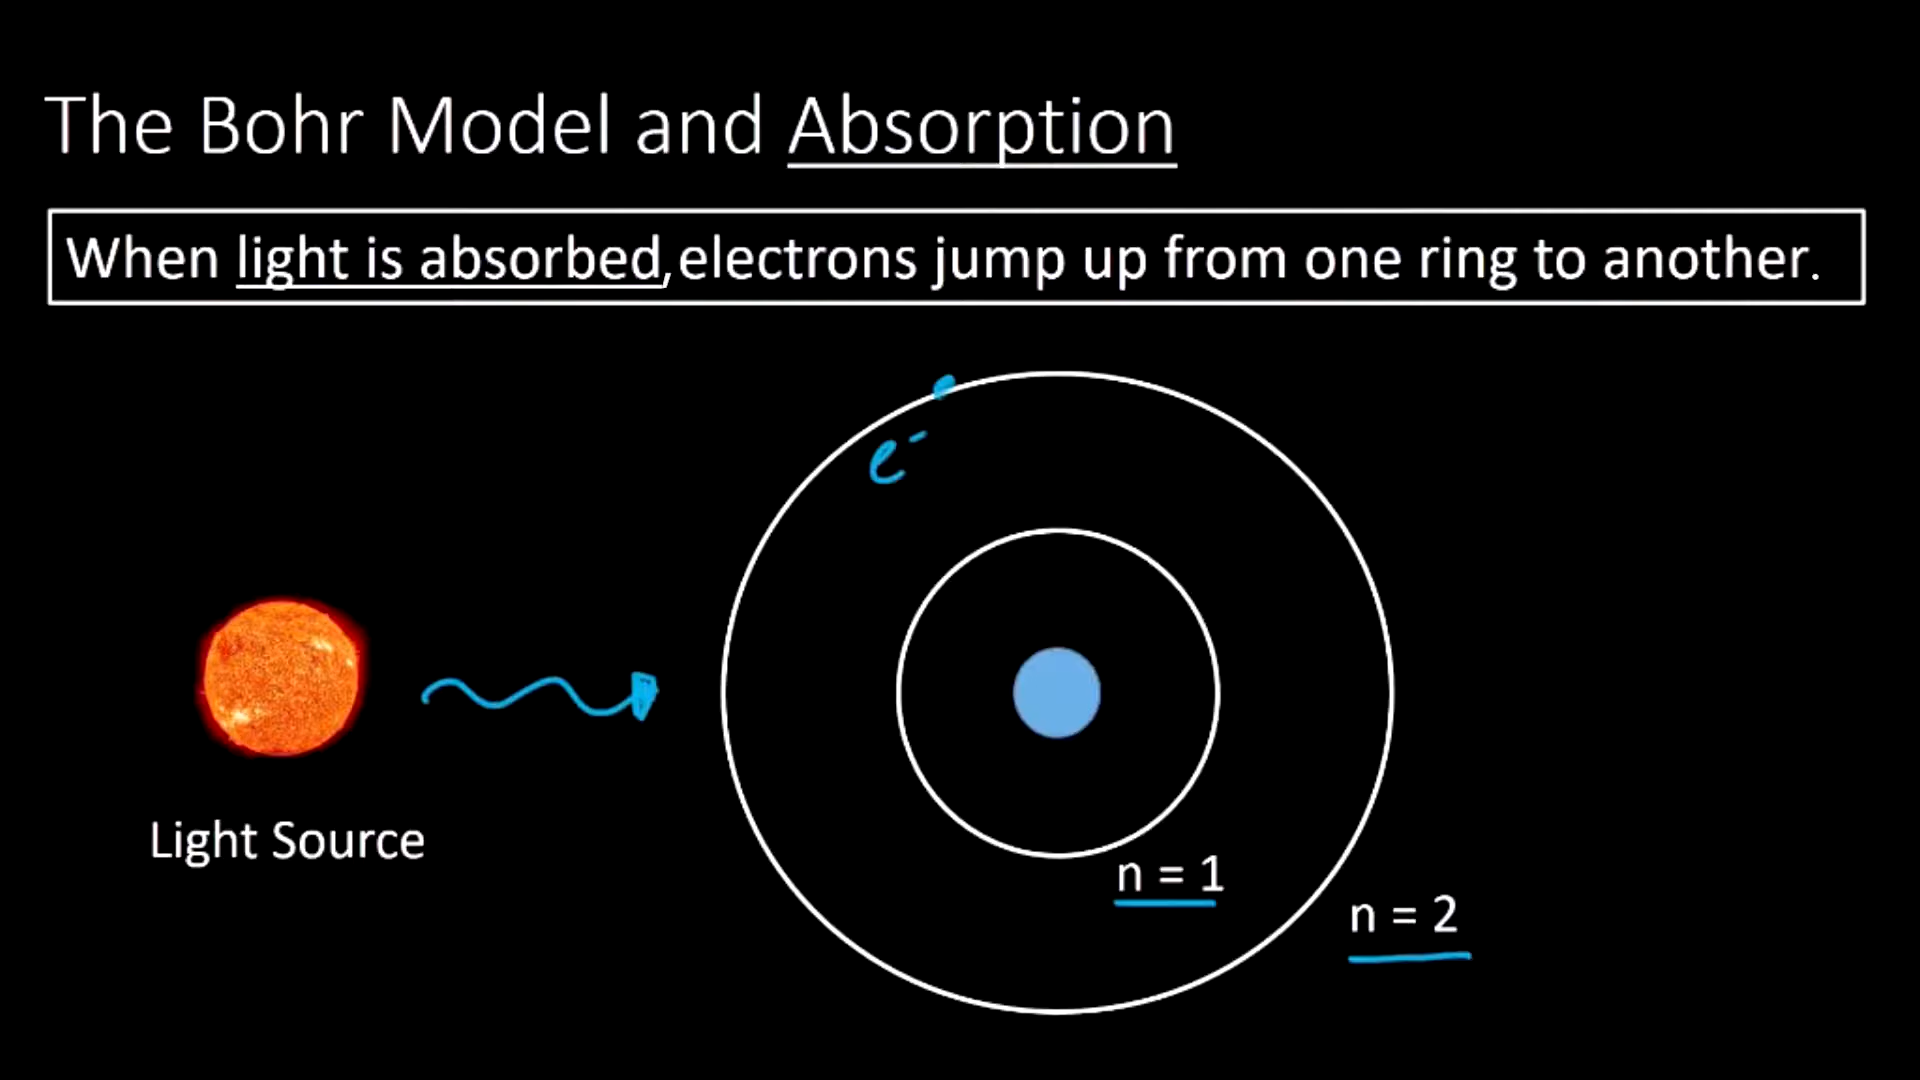 The Bohr Model and Absorption
When light is absorbed, electrons jump up from one ring to another.
e⁻
Light Source
n = 1
n = 2